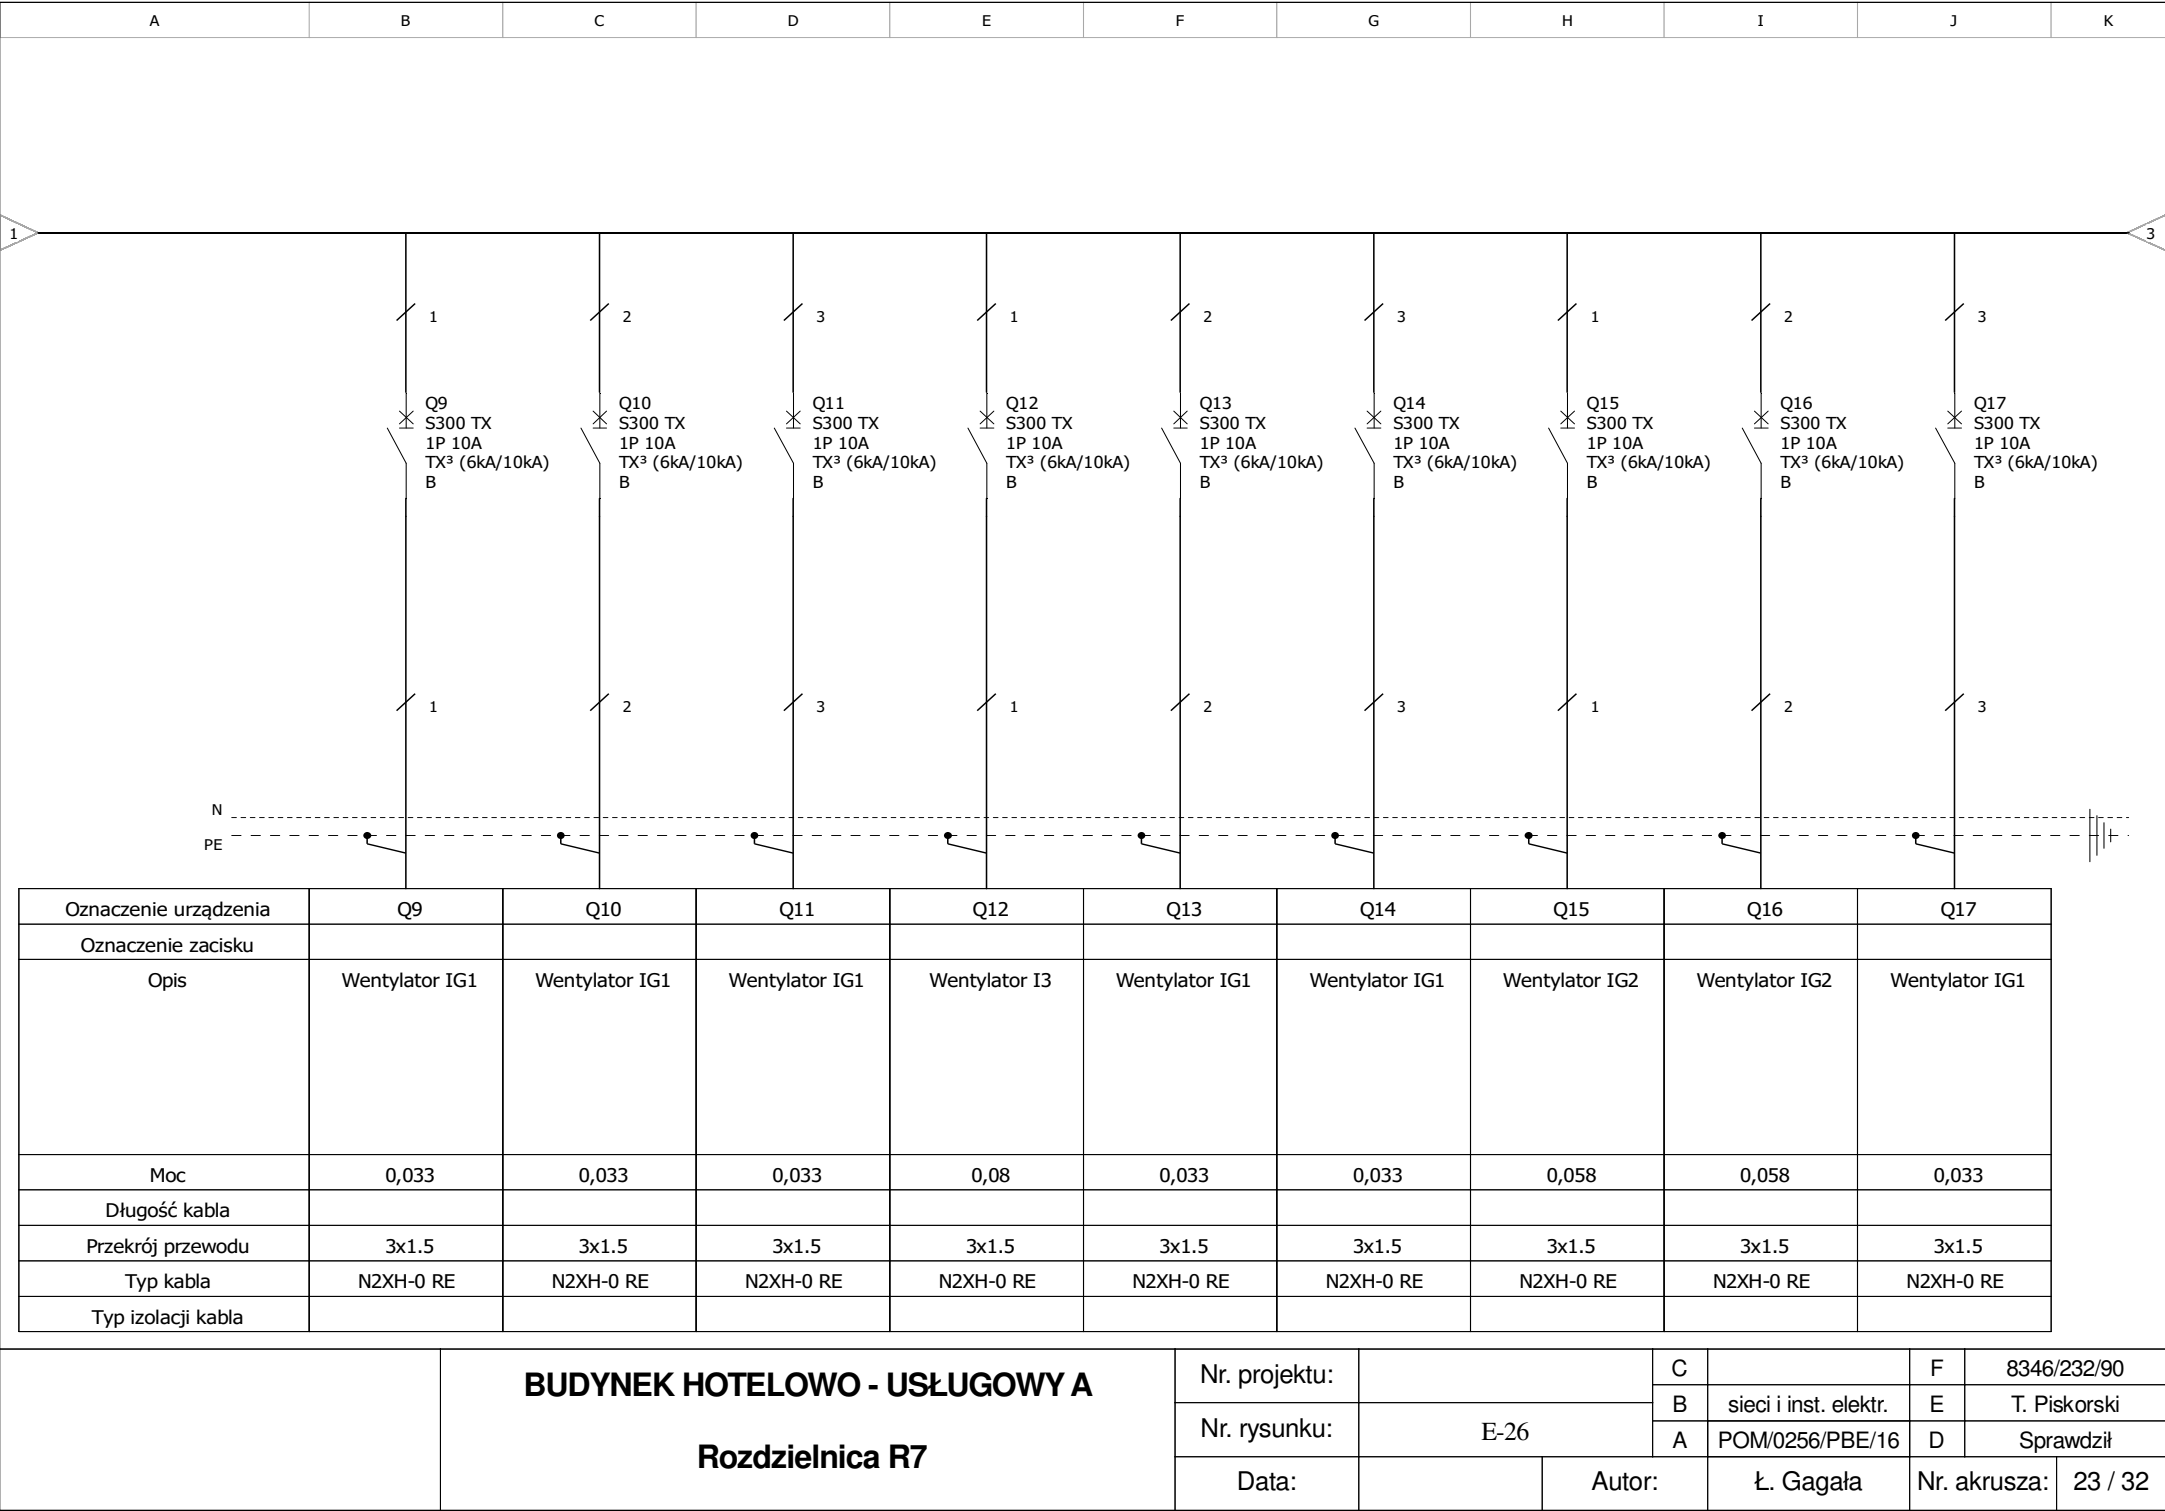 A B C D E F G H I J K
1 3
1 2 3 1 2 3 1 2 3
Q9 Q10 Q11 Q12 Q13 Q14 Q15 Q16 Q17
S300 TX S300 TX S300 TX S300 TX S300 TX S300 TX S300 TX S300 TX S300 TX
1P 10A 1P 10A 1P 10A 1P 10A 1P 10A 1P 10A 1P 10A 1P 10A 1P 10A
TX³ (6kA/10kA) TX³ (6kA/10kA) TX³ (6kA/10kA) TX³ (6kA/10kA) TX³ (6kA/10kA) TX³ (6kA/10kA) TX³ (6kA/10kA) TX³ (6kA/10kA) TX³ (6kA/10kA)
B B B B B B B B B
1 2 3 1 2 3 1 2 3
N
PE
Oznaczenie urządzenia Q9 Q10 Q11 Q12 Q13 Q14 Q15 Q16 Q17
Oznaczenie zacisku
Opis Wentylator IG1 Wentylator IG1 Wentylator IG1 Wentylator I3 Wentylator IG1 Wentylator IG1 Wentylator IG2 Wentylator IG2 Wentylator IG1
Moc 0,033 0,033 0,033 0,08 0,033 0,033 0,058 0,058 0,033
Długość kabla
Przekrój przewodu 3x1.5 3x1.5 3x1.5 3x1.5 3x1.5 3x1.5 3x1.5 3x1.5 3x1.5
Typ kabla N2XH-0 RE N2XH-0 RE N2XH-0 RE N2XH-0 RE N2XH-0 RE N2XH-0 RE N2XH-0 RE N2XH-0 RE N2XH-0 RE
Typ izolacji kabla
BUDYNEK HOTELOWO - USŁUGOWY A
Rozdzielnica R7
Nr. projektu: C F 8346/232/90
B sieci i inst. elektr. E T. Piskorski
Nr. rysunku: E-26 A POM/0256/PBE/16 D Sprawdził
Data: Autor: Ł. Gagała Nr. akrusza: 23 / 32